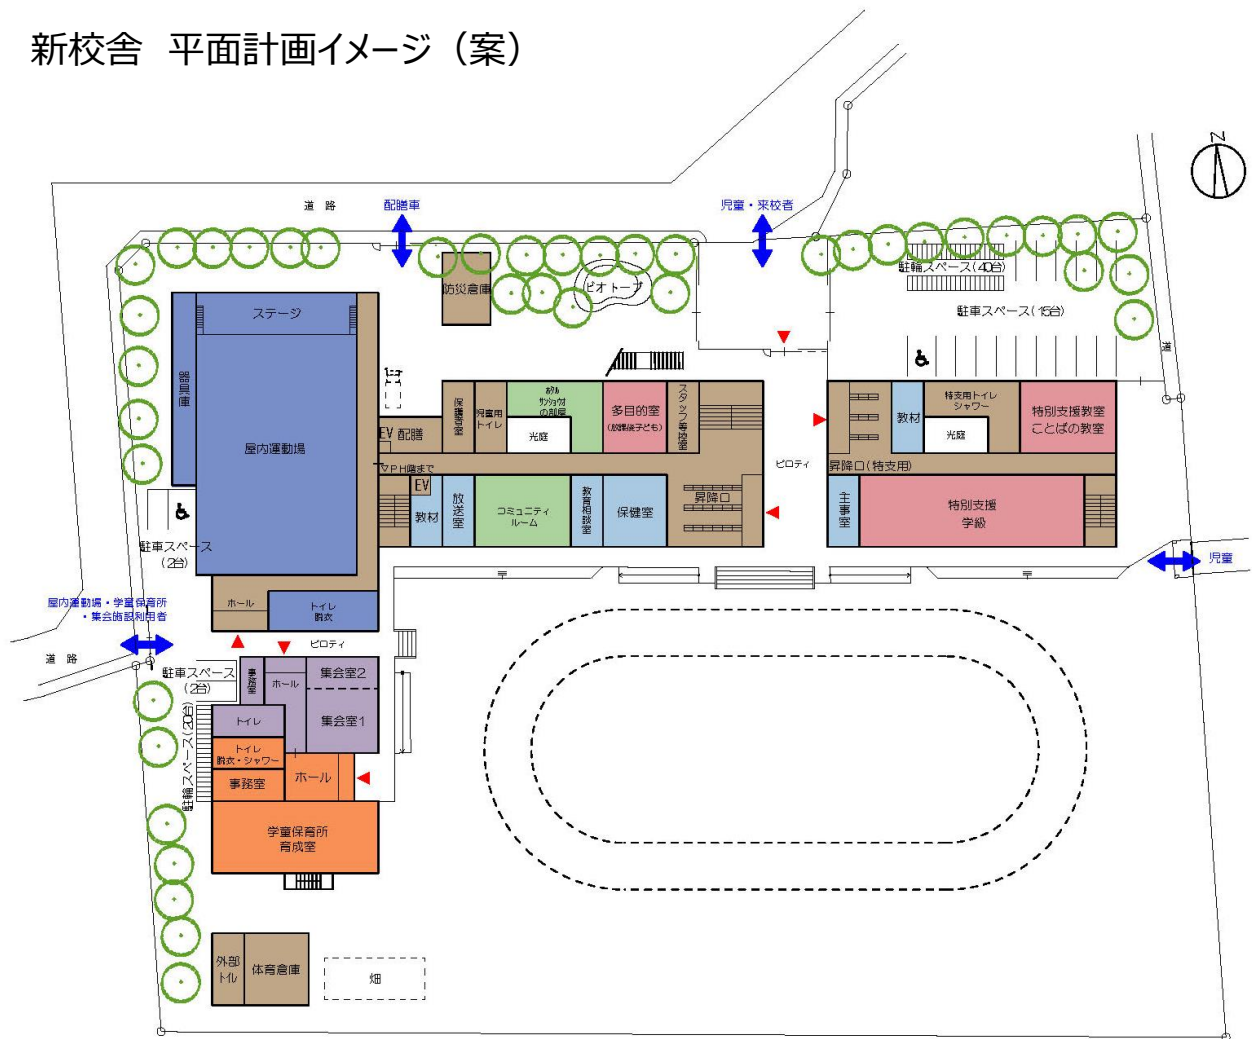 新校舎 平面計画イメージ（案）
N
道 路
配膳車
児童・来校者
駐輪スペース(40台)
防災倉庫
ビオトープ
駐車スペース(15台)
道
ステージ
器具庫
屋内運動場
EV 配膳
保護者室
児童用
トイレ
の部屋
光庭
多目的室
(放課後子ども)
スタッフ等控室
ピロティ
教材
特支用トイレ
シャワー
光庭
特別支援教室
ことばの教室
昇降口(特支用)
▽PH階まで
EV
教材
放送室
コミュニティ
ルーム
教育相談室
保健室
昇降口
主事室
特別支援
学級
駐車スペース
(2台)
児童
屋内運動場・学童保育所
・集会施設利用者
道 路
ホール
トイレ
脱衣
ピロティ
駐車スペース
(2台)
事務室
ホール
集会室2
集会室1
トイレ
駐輪スペース(20台)
トイレ
脱衣・シャワー
事務室
ホール
学童保育所
育成室
外部
トイレ
体育倉庫
畑